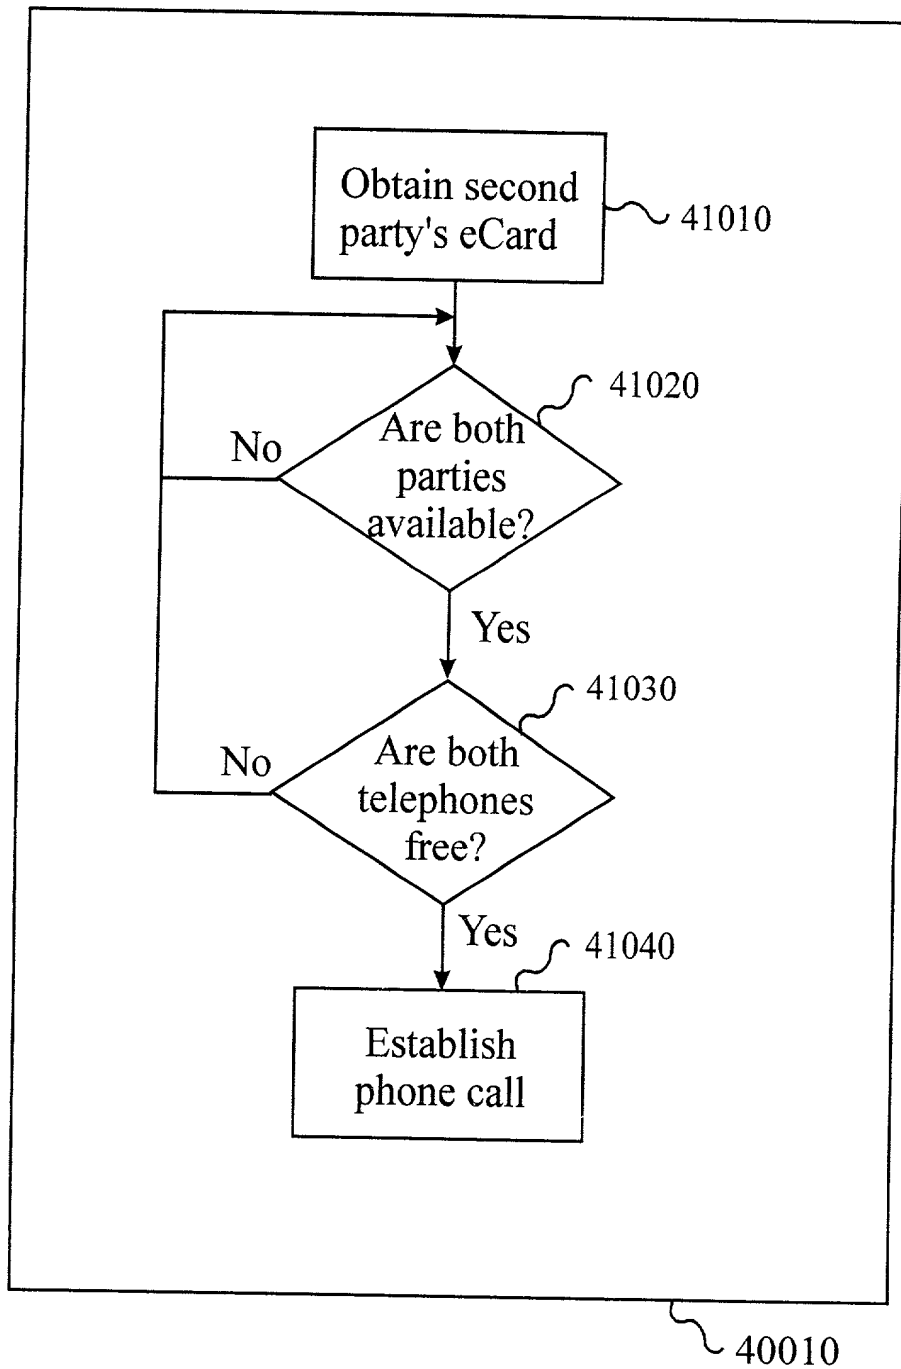 Obtain second
party's eCard
41010
41020
Are both
parties
available?
No
Yes
41030
Are both
telephones
free?
No
Yes
41040
Establish
phone call
40010